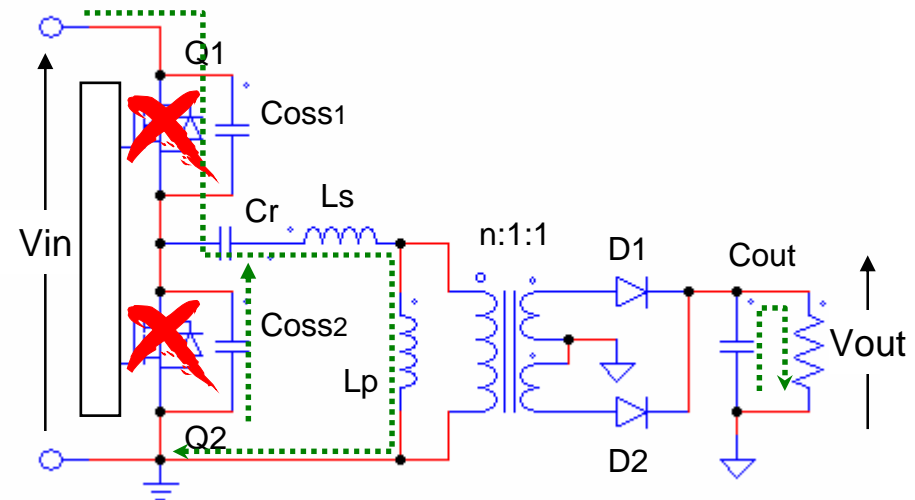 Q1
Coss1
Cr
Ls
Vin
n:1:1
D1
Cout
Coss2
Vout
Lp
Q2
D2